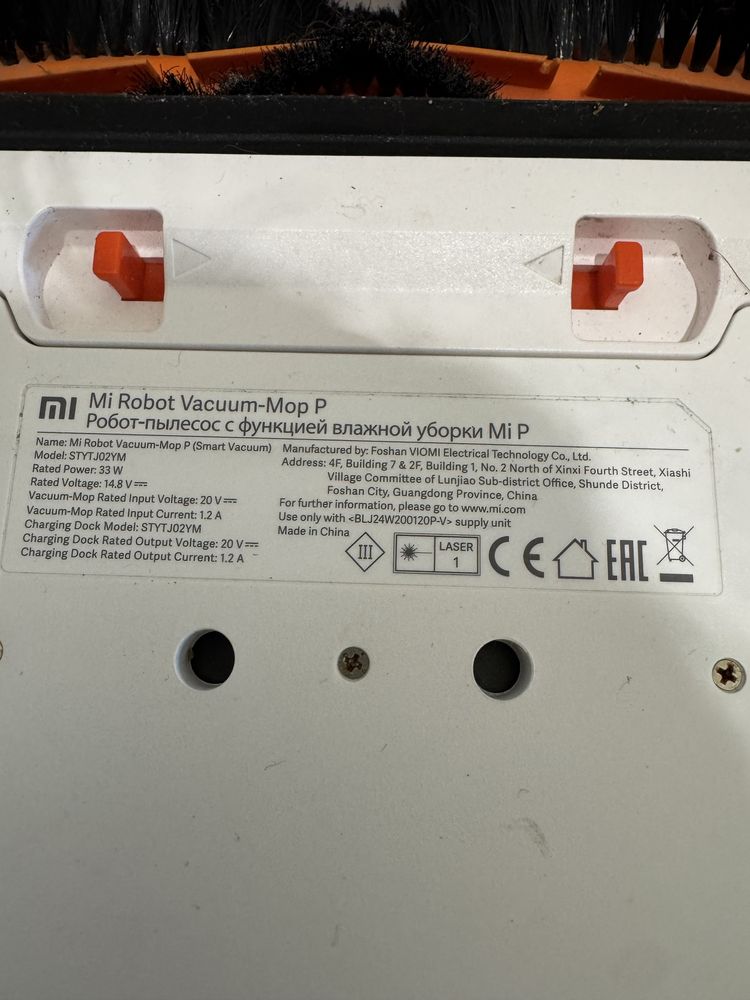 mi Mi Robot Vacuum-Mop P
Робот-пылесос с функцией влажной уборки Mi P
Name: Mi Robot Vacuum-Mop P (Smart Vacuum)
Model: STYTJ02YM
Rated Power: 33 W
Rated Voltage: 14.8 V
Vacuum-Mop Rated Input Voltage: 20 V
Vacuum-Mop Rated Input Current: 1.2 A
Charging Dock Model: STYTJ02YM
Charging Dock Rated Output Voltage: 20 V
Charging Dock Rated Output Current: 1.2 A
Manufactured by: Foshan VIOMI Electrical Technology Co., Ltd.
Address: 4F, Building 7 & 2F, Building 1, No. 2 North of Xinxi Fourth Street, Xiashi
Village Committee of Lunjiao Sub-district Office, Shunde District,
Foshan City, Guangdong Province, China
For further information, please go to www.mi.com
Use only with <BLJ24W200120P-V> supply unit
Made in China
III
LASER
1
CE
EAC